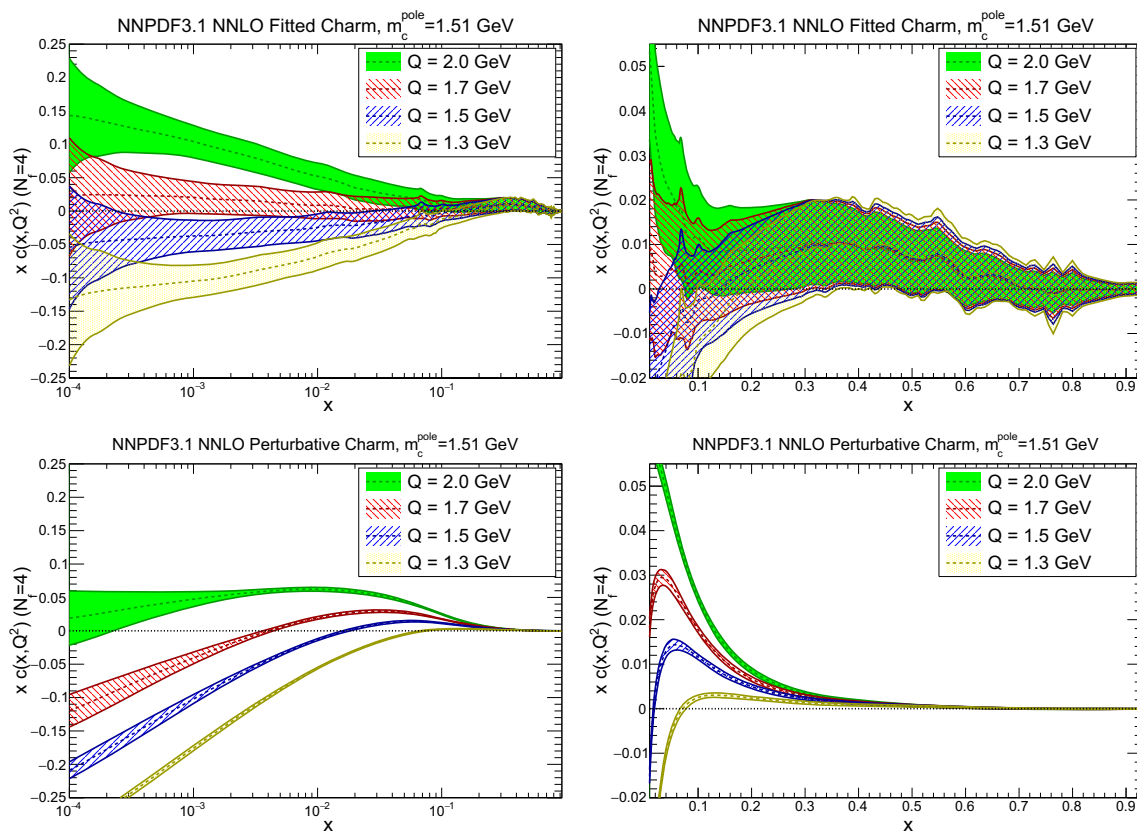 NNPDF3.1 NNLO Fitted Charm, m_c^pole=1.51 GeV
x c(x,Q²) (N_f=4)
0.25
0.2
0.15
0.1
0.05
0
−0.05
−0.1
−0.15
−0.2
−0.25
Q = 2.0 GeV
Q = 1.7 GeV
Q = 1.5 GeV
Q = 1.3 GeV
10⁻⁴ 10⁻³ 10⁻² 10⁻¹
x
NNPDF3.1 NNLO Fitted Charm, m_c^pole=1.51 GeV
x c(x,Q²) (N_f=4)
0.05
0.04
0.03
0.02
0.01
0
−0.01
−0.02
Q = 2.0 GeV
Q = 1.7 GeV
Q = 1.5 GeV
Q = 1.3 GeV
0.1 0.2 0.3 0.4 0.5 0.6 0.7 0.8 0.9
x
NNPDF3.1 NNLO Perturbative Charm, m_c^pole=1.51 GeV
x c(x,Q²) (N_f=4)
0.25
0.2
0.15
0.1
0.05
0
−0.05
−0.1
−0.15
−0.2
−0.25
Q = 2.0 GeV
Q = 1.7 GeV
Q = 1.5 GeV
Q = 1.3 GeV
10⁻⁴ 10⁻³ 10⁻² 10⁻¹
x
NNPDF3.1 NNLO Perturbative Charm, m_c^pole=1.51 GeV
x c(x,Q²) (N_f=4)
0.05
0.04
0.03
0.02
0.01
0
−0.01
−0.02
Q = 2.0 GeV
Q = 1.7 GeV
Q = 1.5 GeV
Q = 1.3 GeV
0.1 0.2 0.3 0.4 0.5 0.6 0.7 0.8 0.9
x